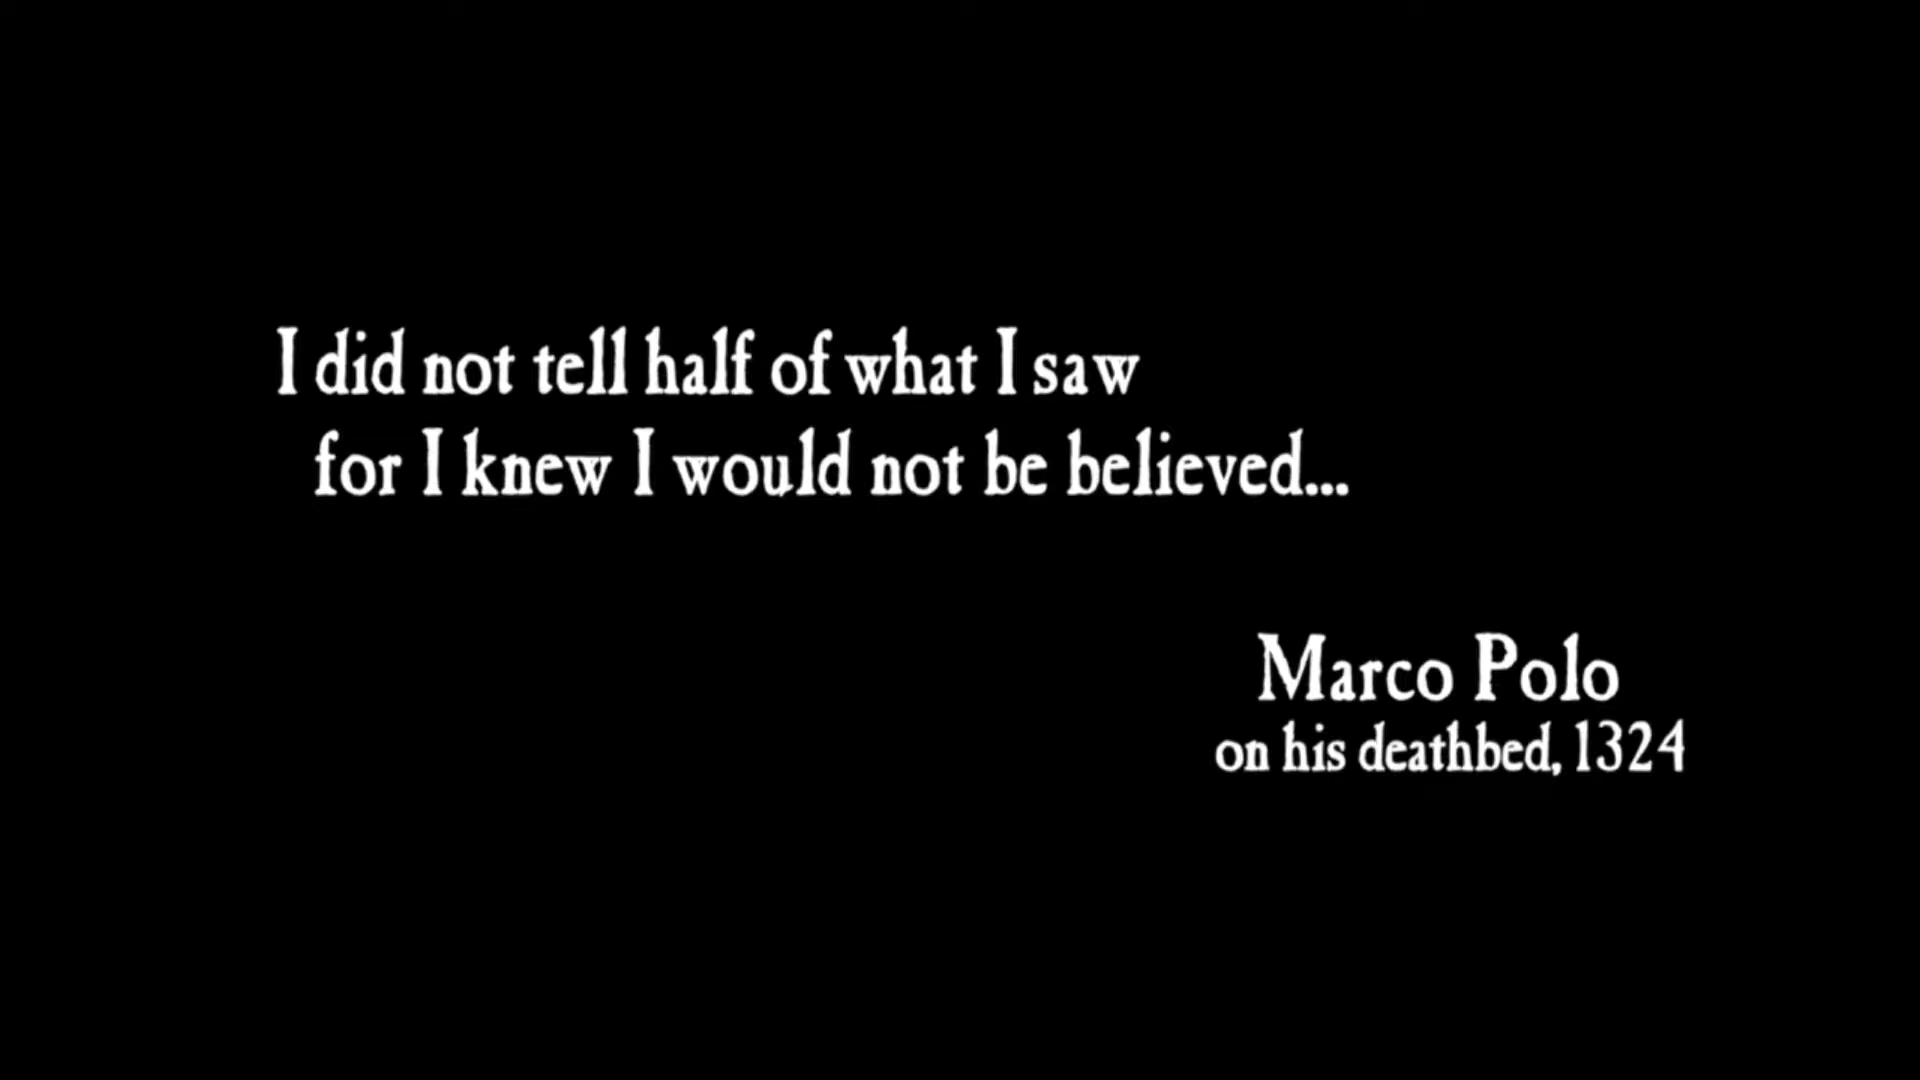 I did not tell half of what I saw
for I knew I would not be believed...
Marco Polo
on his deathbed, 1324